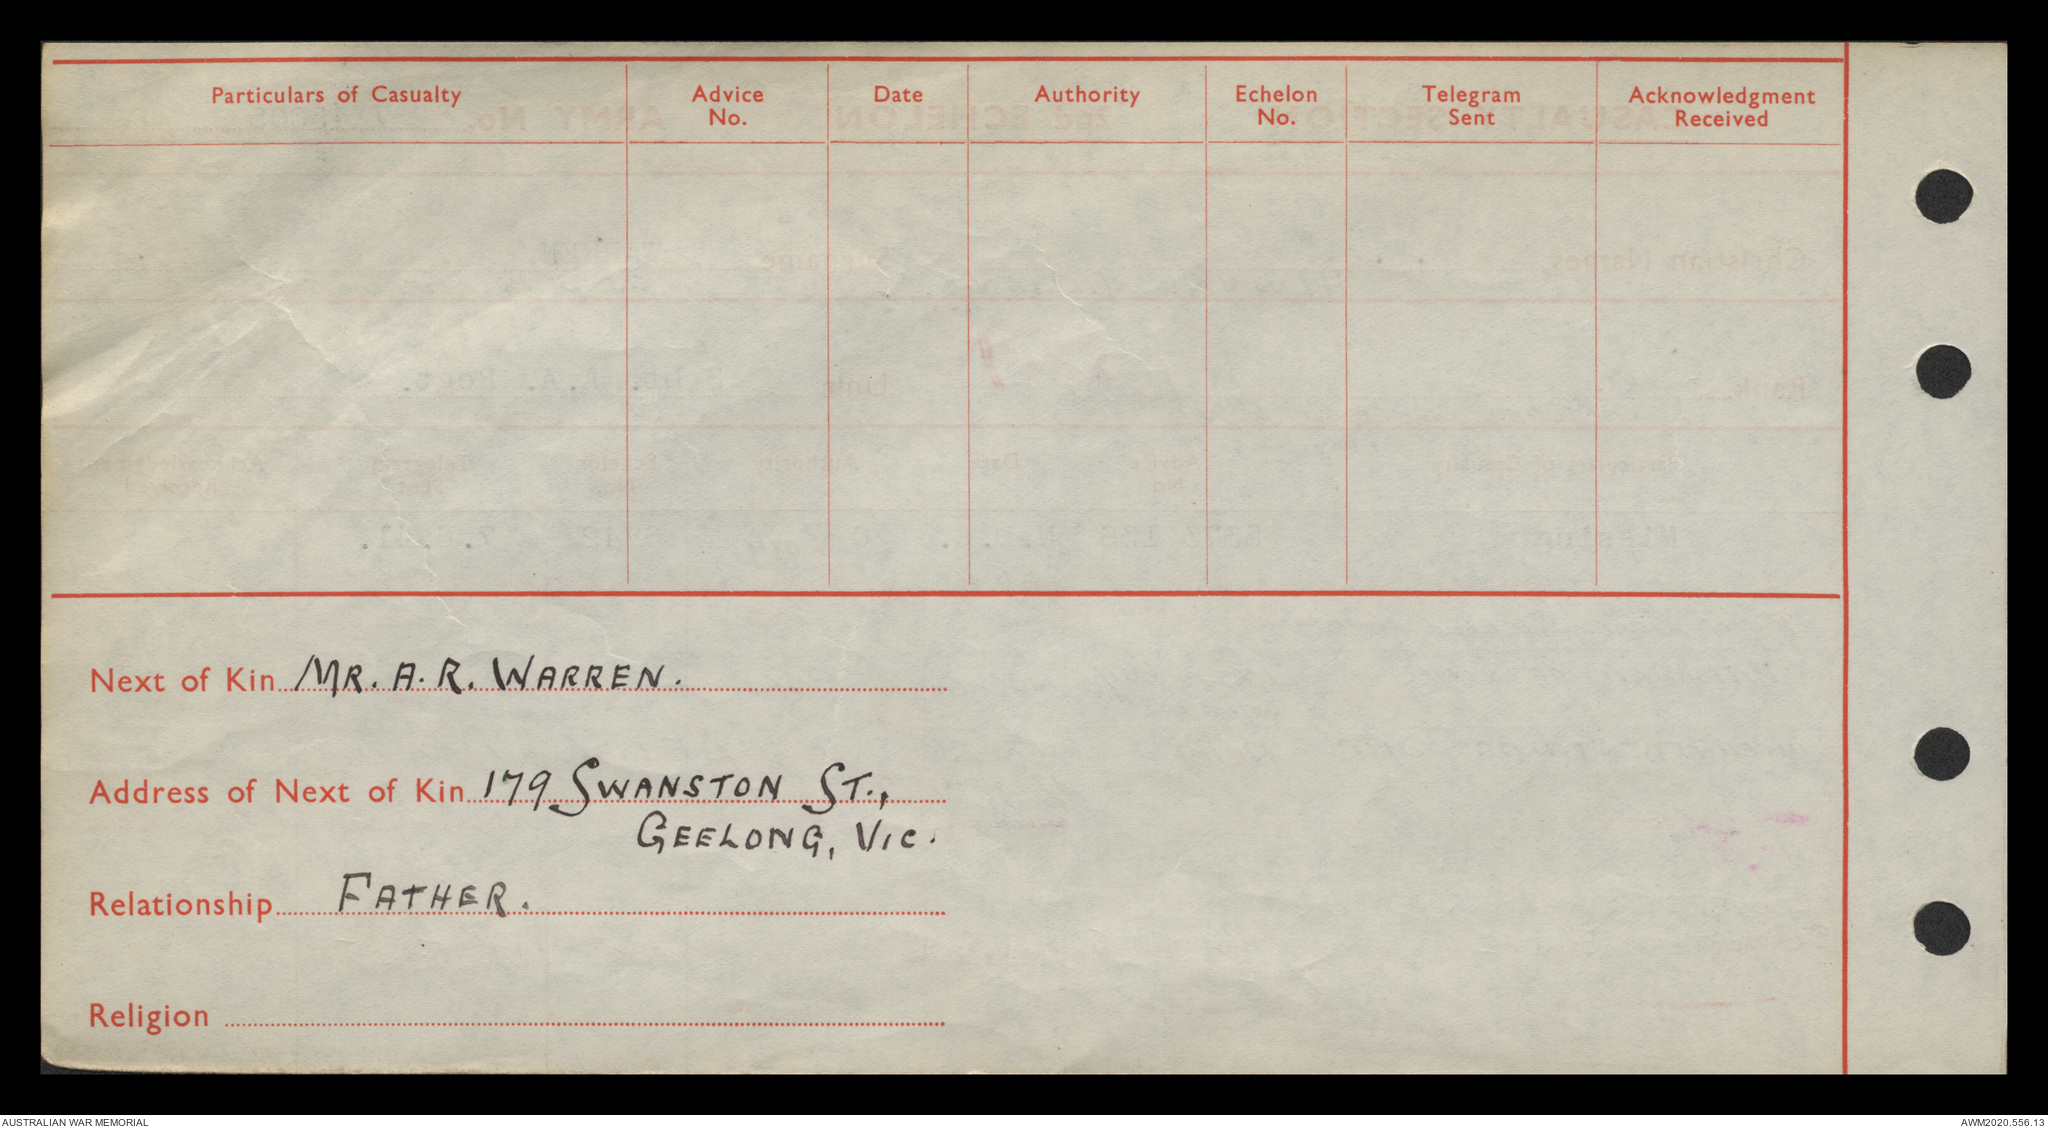 Particulars of Casualty Advice No. Date Authority Echelon No. Telegram Sent Acknowledgment Received
Next of Kin MR. A. R. WARREN.
Address of Next of Kin 179 SWANSTON ST.,
GEELONG, VIC.
Relationship FATHER.
Religion
AUSTRALIAN WAR MEMORIAL AWM2020.556.13